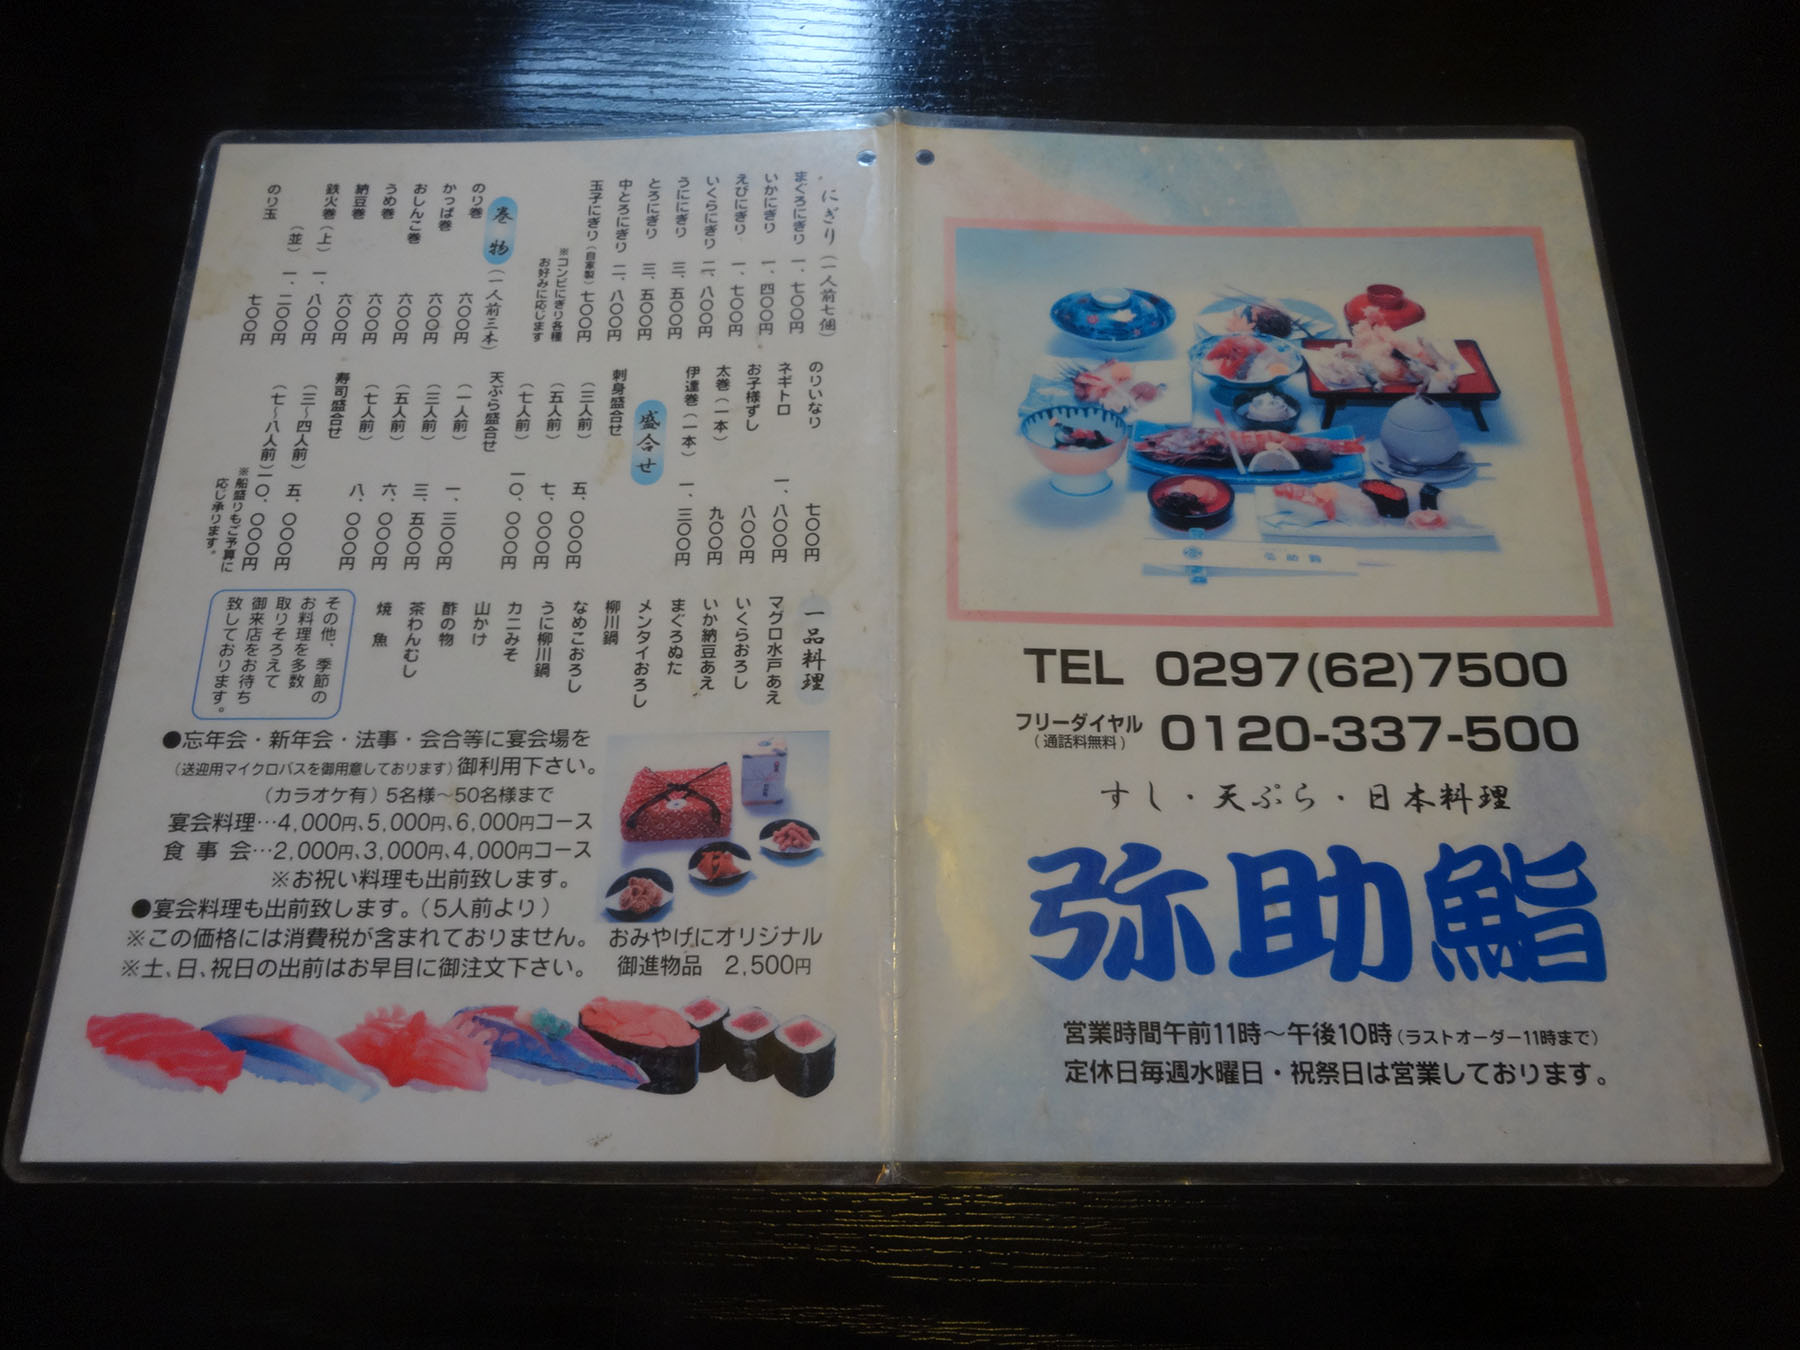 にぎり（一人前七個）
まぐろにぎり 一、七〇〇円
いかにぎり 一、四〇〇円
えびにぎり 一、七〇〇円
いくらにぎり 二、八〇〇円
うににぎり 三、五〇〇円
とろにぎり 三、五〇〇円
中とろにぎり 二、八〇〇円
玉子にぎり（自家製）七〇〇円
※コンビにぎり各種
お好みに応じます
巻物（一人前三本）
のり巻 六〇〇円
かっぱ巻 六〇〇円
おしんこ巻 六〇〇円
うめ巻 六〇〇円
納豆巻 六〇〇円
鉄火巻（上）一、八〇〇円
（並）一、二〇〇円
のり玉 七〇〇円
のりいなり 七〇〇円
ネギトロ 一、八〇〇円
お子様ずし 八〇〇円
太巻（一本）九〇〇円
伊達巻（一本）一、三〇〇円
盛合せ
刺身盛合せ
（三人前）五、〇〇〇円
（五人前）七、〇〇〇円
（七人前）一〇、〇〇〇円
天ぷら盛合せ
（一人前）一、三〇〇円
（三人前）三、五〇〇円
（五人前）六、〇〇〇円
（七人前）八、〇〇〇円
寿司盛合せ
（三〜四人前）五、〇〇〇円
（七〜八人前）一〇、〇〇〇円
※船盛りもご予算に
応じ承ります。
一品料理
マグロ水戸あえ
いくらおろし
いか納豆あえ
まぐろぬた
メンタイおろし
柳川鍋
なめこおろし
うに柳川鍋
カニみそ
山かけ
酢の物
茶わんむし
焼魚
その他、季節の
お料理を多数
取りそろえて
御来店をお待ち
致しております。
●忘年会・新年会・法事・会合等に宴会場を
（送迎用マイクロバスを御用意しております）御利用下さい。
（カラオケ有）5名様〜50名様まで
宴会料理…4,000円、5,000円、6,000円コース
食事会…2,000円、3,000円、4,000円コース
※お祝い料理も出前致します。
●宴会料理も出前致します。（5人前より）
※この価格には消費税が含まれておりません。
※土、日、祝日の出前はお早目に御注文下さい。
おみやげにオリジナル
御進物品 2,500円
弥助鮨
TEL 0297(62)7500
フリーダイヤル
（通話料無料） 0120-337-500
すし・天ぷら・日本料理
弥助鮨
営業時間午前11時〜午後10時（ラストオーダー11時まで）
定休日毎週水曜日・祝祭日は営業しております。